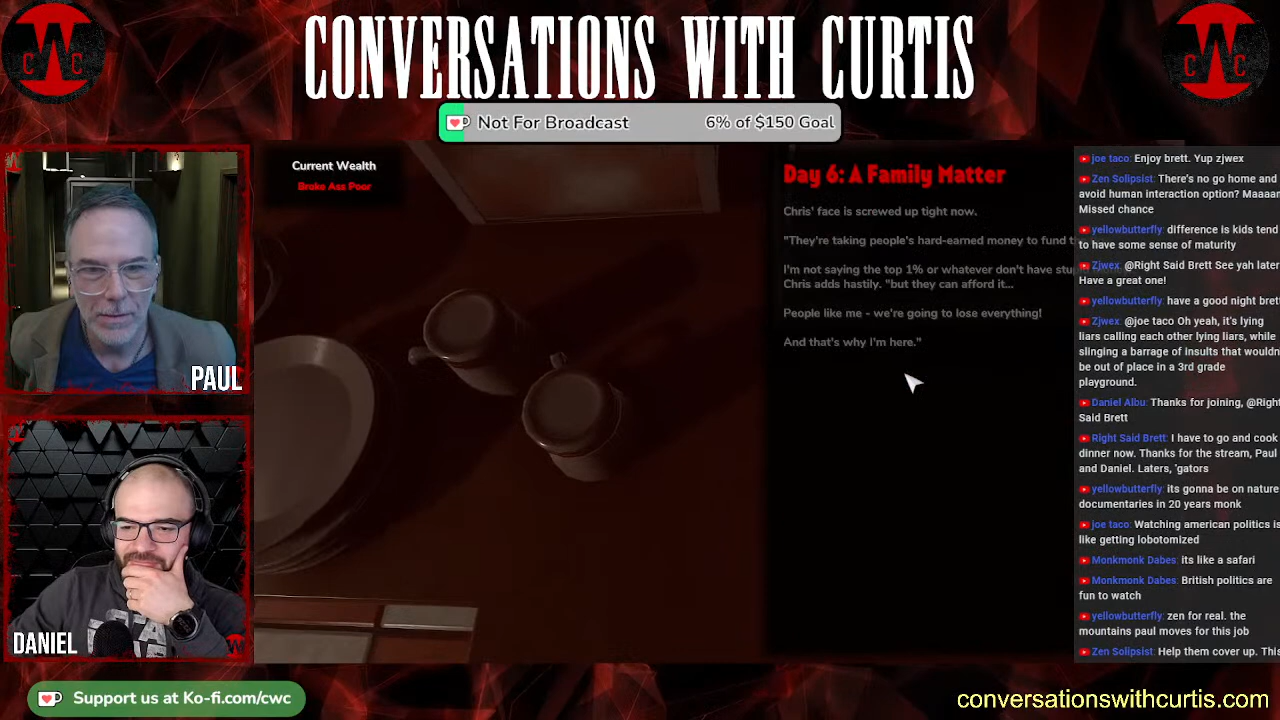 CONVERSATIONS WITH CURTIS
W
C C
W
C C
Not For Broadcast 6% of $150 Goal
Current Wealth
Broke Ass Poor
Day 6: A Family Matter
Chris' face is screwed up tight now.
"They're taking people's hard-earned money to fund
I'm not saying the top 1% or whatever don't have
Chris adds hastily. "but they can afford it...
People like me - we're going to lose everything!
And that's why I'm here."
PAUL
DANIEL
joe taco: Enjoy brett. Yup zjwex
Zen Solipsist: There's no go home and
avoid human interaction option?
Missed chance
yellowbutterfly: difference is kids tend
to have some sense of maturity
Zjwex: @Right Said Brett See yah later
Have a great one!
yellowbutterfly: have a good night
Zjwex: @joe taco Oh yeah, it's lying
liars calling each other lying liars, while
slinging a barrage of insults that
be out of place in a 3rd grade
playground.
Daniel Albu: Thanks for joining, @Right
Said Brett
Right Said Brett: I have to go and cook
dinner now. Thanks for the stream, Paul
and Daniel. Laters, 'gators
yellowbutterfly: its gonna be on nature
documentaries in 20 years monk
joe taco: Watching american politics is
like getting lobotomized
Monkmonk Dabes: its like a safari
Monkmonk Dabes: British politics are
fun to watch
yellowbutterfly: zen for real. the
mountains paul moves for this job
Zen Solipsist: Help them cover up. This
Support us at Ko-fi.com/cwc
conversationswithcurtis.com